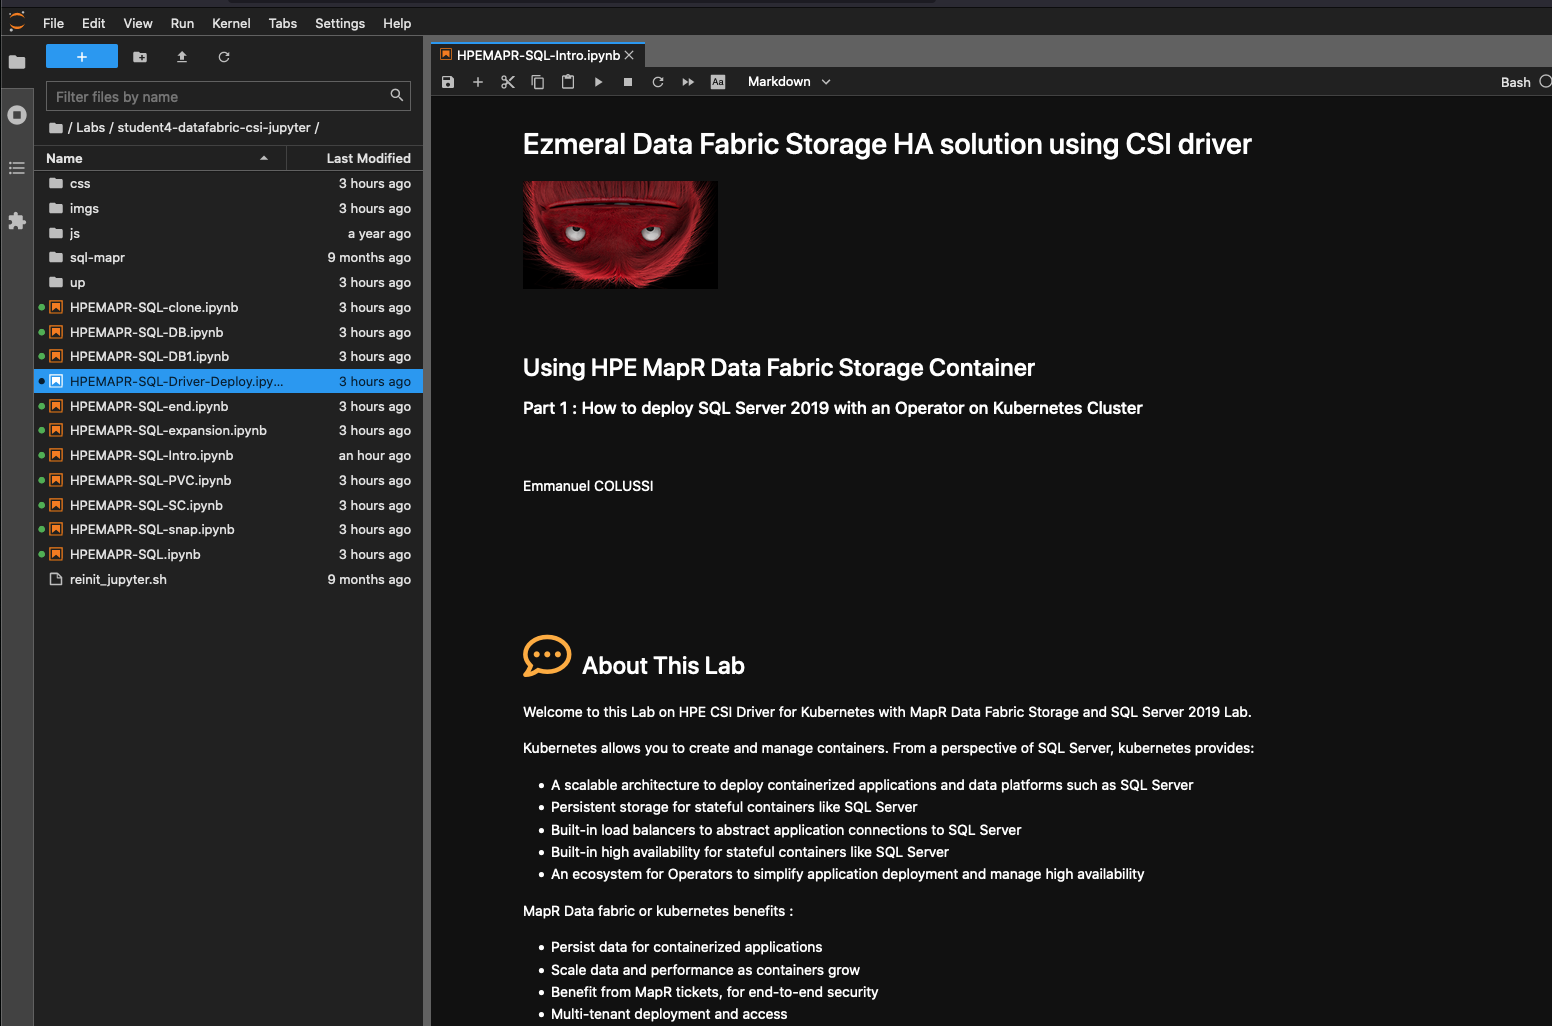 File Edit View Run Kernel Tabs Settings Help
Filter files by name
/ Labs / student4-datafabric-csi-jupyter /
Name Last Modified
css 3 hours ago
imgs 3 hours ago
js a year ago
sql-mapr 9 months ago
up 3 hours ago
HPEMAPR-SQL-clone.ipynb 3 hours ago
HPEMAPR-SQL-DB.ipynb 3 hours ago
HPEMAPR-SQL-DB1.ipynb 3 hours ago
HPEMAPR-SQL-Driver-Deploy.ipy... 3 hours ago
HPEMAPR-SQL-end.ipynb 3 hours ago
HPEMAPR-SQL-expansion.ipynb 3 hours ago
HPEMAPR-SQL-Intro.ipynb an hour ago
HPEMAPR-SQL-PVC.ipynb 3 hours ago
HPEMAPR-SQL-SC.ipynb 3 hours ago
HPEMAPR-SQL-snap.ipynb 3 hours ago
HPEMAPR-SQL.ipynb 3 hours ago
reinit_jupyter.sh 9 months ago
HPEMAPR-SQL-Intro.ipynb
Aa Markdown Bash
Ezmeral Data Fabric Storage HA solution using CSI driver
Using HPE MapR Data Fabric Storage Container
Part 1 : How to deploy SQL Server 2019 with an Operator on Kubernetes Cluster
Emmanuel COLUSSI
About This Lab
Welcome to this Lab on HPE CSI Driver for Kubernetes with MapR Data Fabric Storage and SQL Server 2019 Lab.
Kubernetes allows you to create and manage containers. From a perspective of SQL Server, kubernetes provides:
• A scalable architecture to deploy containerized applications and data platforms such as SQL Server
• Persistent storage for stateful containers like SQL Server
• Built-in load balancers to abstract application connections to SQL Server
• Built-in high availability for stateful containers like SQL Server
• An ecosystem for Operators to simplify application deployment and manage high availability
MapR Data fabric or kubernetes benefits :
• Persist data for containerized applications
• Scale data and performance as containers grow
• Benefit from MapR tickets, for end-to-end security
• Multi-tenant deployment and access